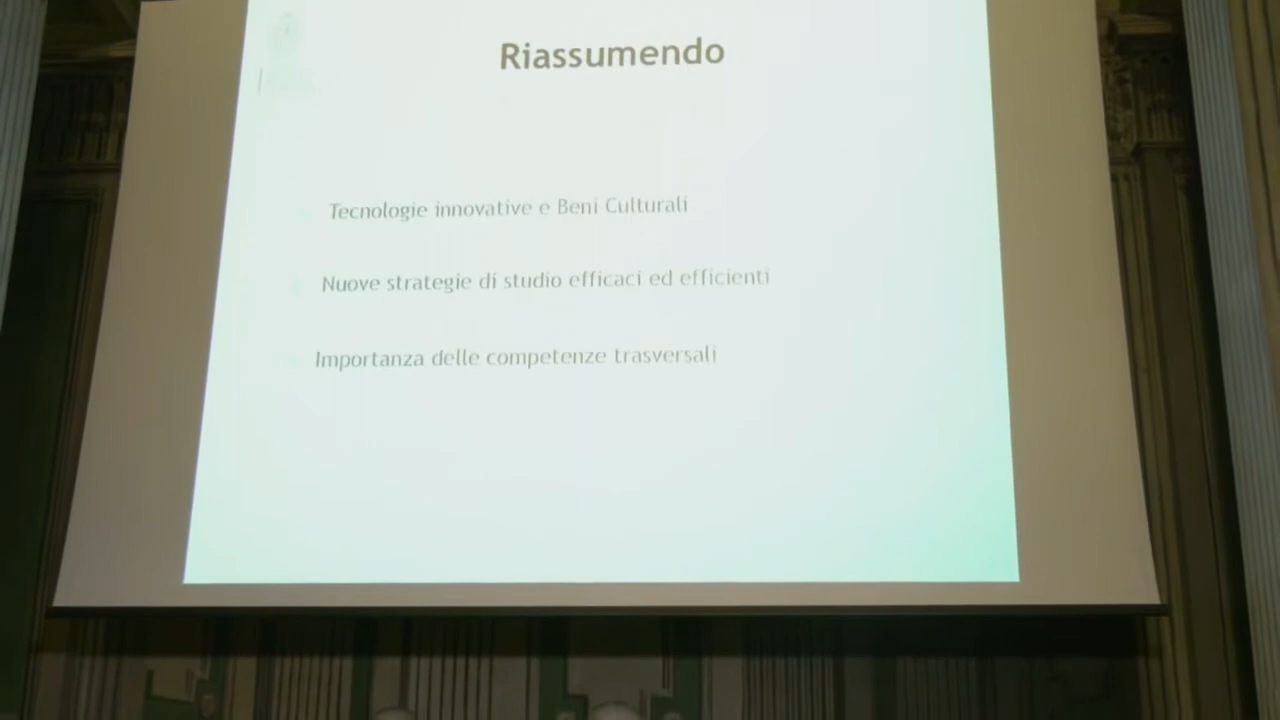 Riassumendo
Tecnologie innovative e Beni Culturali
Nuove strategie di studio efficaci ed efficienti
Importanza delle competenze trasversali